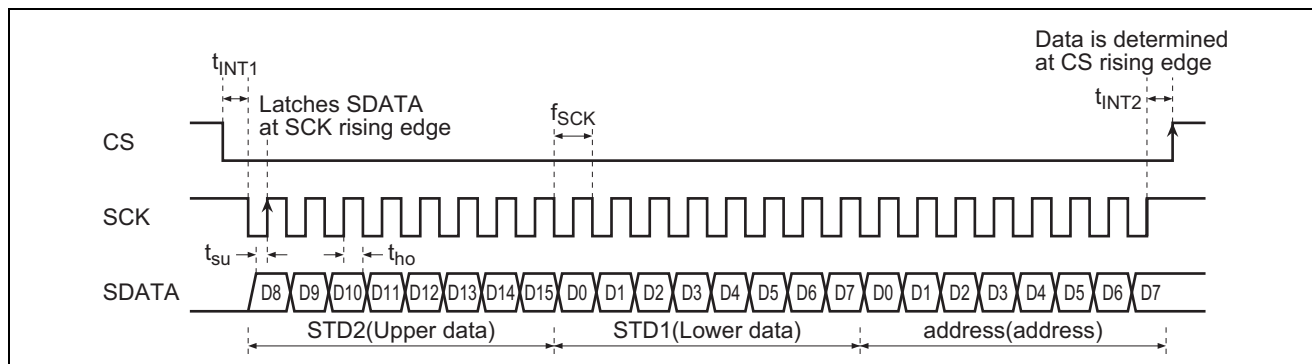 Data is determined
at CS rising edge
tINT1
tINT2
Latches SDATA
at SCK rising edge
fSCK
CS
SCK
tsu
tho
SDATA
D8 D9 D10 D11 D12 D13 D14 D15 D0 D1 D2 D3 D4 D5 D6 D7 D0 D1 D2 D3 D4 D5 D6 D7
STD2(Upper data) STD1(Lower data) address(address)